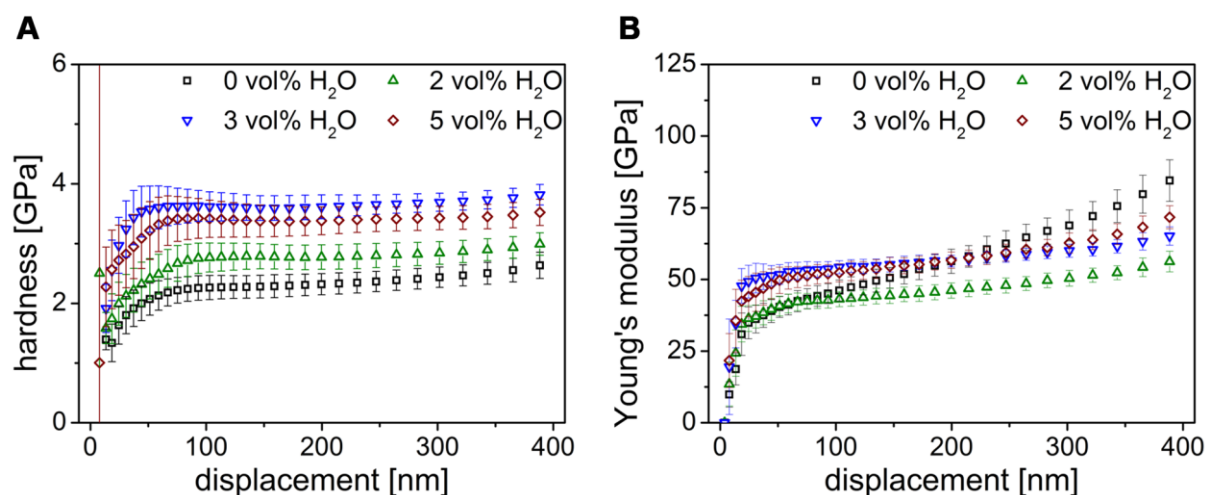 A
6
4
2
0
hardness [GPa]
0 vol% H₂O
2 vol% H₂O
3 vol% H₂O
5 vol% H₂O
0
100
200
300
400
displacement [nm]
B
125
100
75
50
25
0
Young's modulus [GPa]
0 vol% H₂O
2 vol% H₂O
3 vol% H₂O
5 vol% H₂O
0
100
200
300
400
displacement [nm]